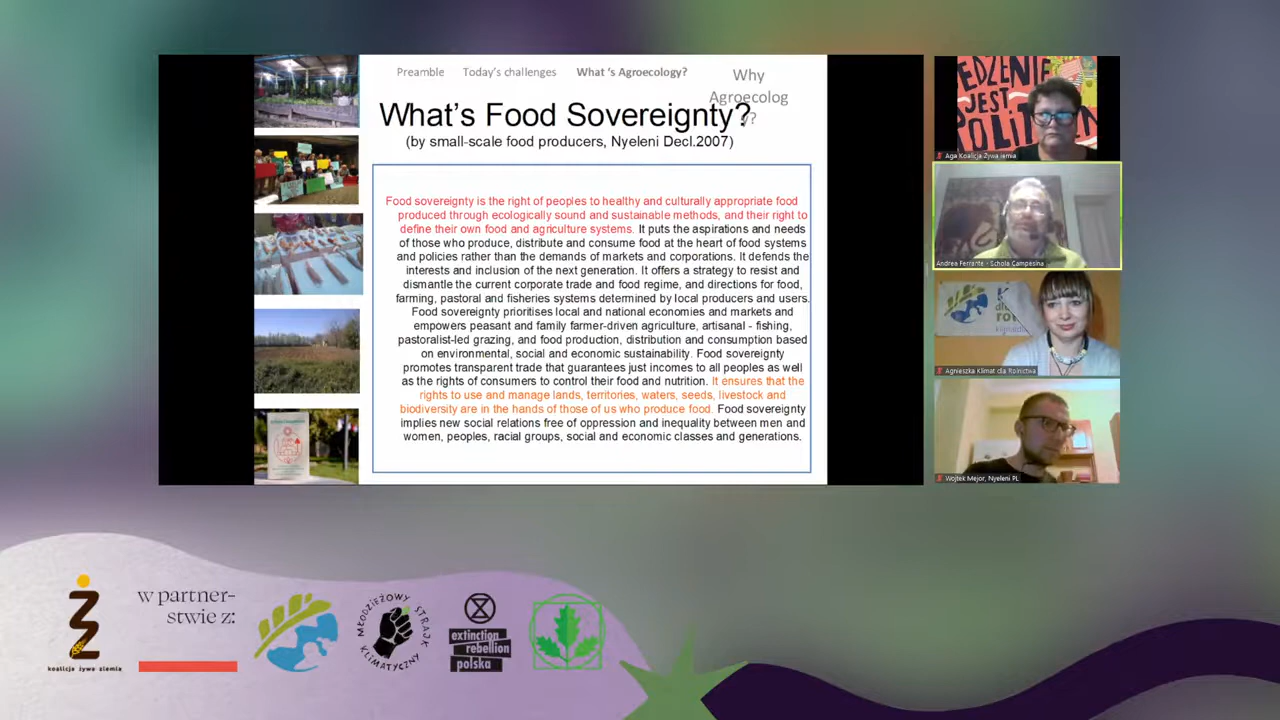 Preamble
Today's challenges
What 's Agroecology?
Why
Agroecolog
y?
What's Food Sovereignty?
(by small-scale food producers, Nyeleni Decl.2007)
Food sovereignty is the right of peoples to healthy and culturally appropriate food
produced through ecologically sound and sustainable methods, and their right to
define their own food and agriculture systems. It puts the aspirations and needs
of those who produce, distribute and consume food at the heart of food systems
and policies rather than the demands of markets and corporations. It defends the
interests and inclusion of the next generation. It offers a strategy to resist and
dismantle the current corporate trade and food regime, and directions for food,
farming, pastoral and fisheries systems determined by local producers and users.
Food sovereignty prioritises local and national economies and markets and
empowers peasant and family farmer-driven agriculture, artisanal - fishing,
pastoralist-led grazing, and food production, distribution and consumption based
on environmental, social and economic sustainability. Food sovereignty
promotes transparent trade that guarantees just incomes to all peoples as well
as the rights of consumers to control their food and nutrition. It ensures that the
rights to use and manage lands, territories, waters, seeds, livestock and
biodiversity are in the hands of those of us who produce food. Food sovereignty
implies new social relations free of oppression and inequality between men and
women, peoples, racial groups, social and economic classes and generations.
JEST
Aga Koalicja Żywa Ziemia
Andrea Ferrante - Schola Campesina
Agnieszka Klimat dla Rolnictwa
Wojtek Mejor, Nyeleni PL
koalicja żywa ziemia
w partner-
stwie z:
MŁODZIEŻOWY STRAJK
KLIMATYCZNY
extinction
rebellion
polska